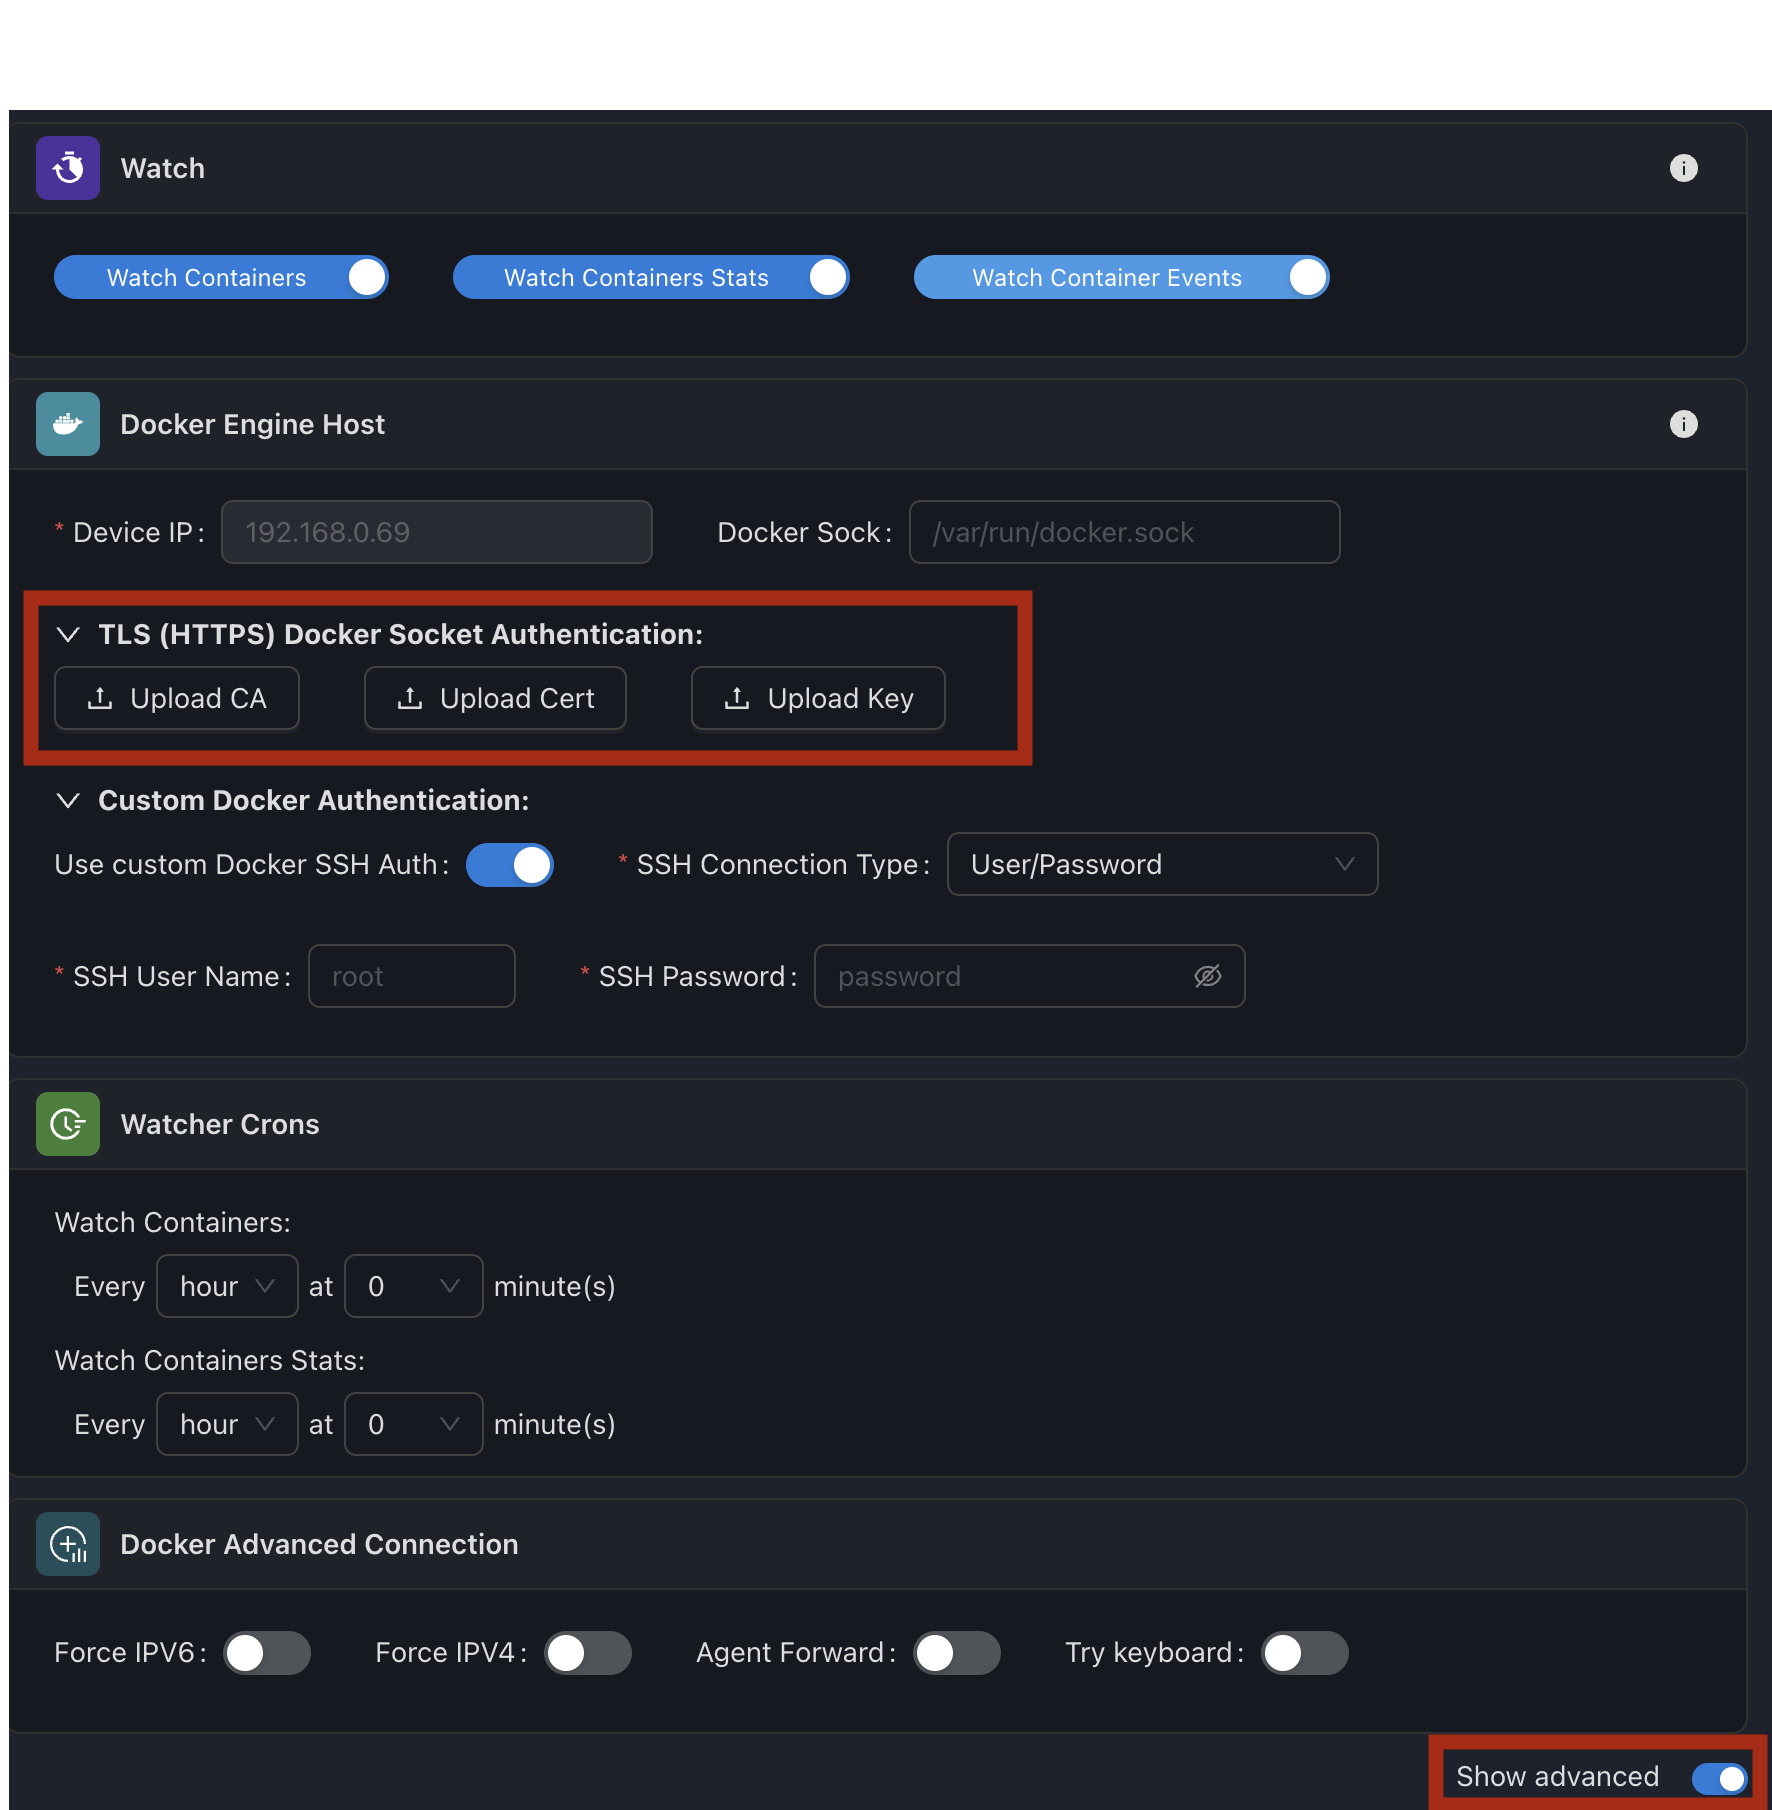 Watch
Watch Containers Watch Containers Stats Watch Container Events
Docker Engine Host
* Device IP : 192.168.0.69 Docker Sock : /var/run/docker.sock
TLS (HTTPS) Docker Socket Authentication:
Upload CA Upload Cert Upload Key
Custom Docker Authentication:
Use custom Docker SSH Auth : * SSH Connection Type : User/Password
* SSH User Name : root * SSH Password : password
Watcher Crons
Watch Containers:
Every hour at 0 minute(s)
Watch Containers Stats:
Every hour at 0 minute(s)
Docker Advanced Connection
Force IPV6 : Force IPV4 : Agent Forward : Try keyboard :
Show advanced